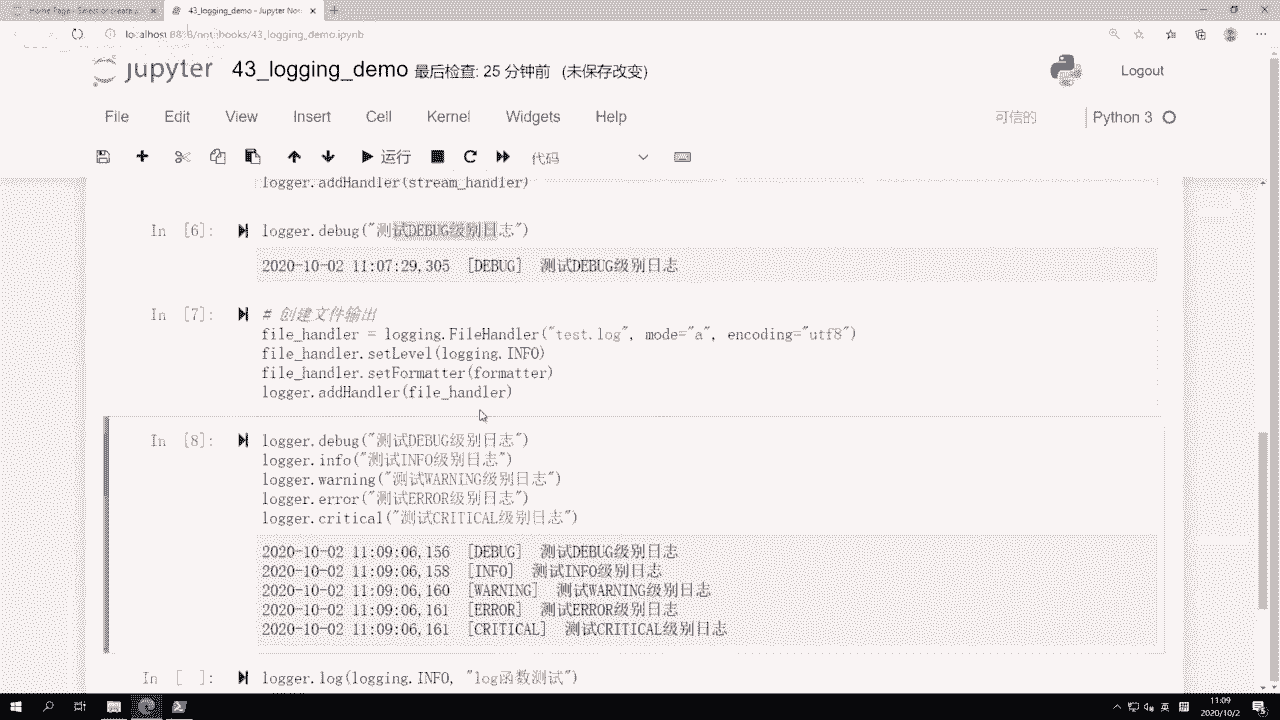 Home Page - Select or create a
43_logging_demo - Jupyter Not
localhost:8888/notebooks/43_logging_demo.ipynb
jupyter 43_logging_demo 最后检查: 25 分钟前 (未保存改变) Logout
File Edit View Insert Cell Kernel Widgets Help 可信的 Python 3
运行 代码
logger.addHandler(stream_handler)
In [6]: logger.debug("测试DEBUG级别日志")
2020-10-02 11:07:29,305 [DEBUG] 测试DEBUG级别日志
In [7]: # 创建文件输出
file_handler = logging.FileHandler("test.log", mode="a", encoding="utf8")
file_handler.setLevel(logging.INFO)
file_handler.setFormatter(formatter)
logger.addHandler(file_handler)
In [8]: logger.debug("测试DEBUG级别日志")
logger.info("测试INFO级别日志")
logger.warning("测试WARNING级别日志")
logger.error("测试ERROR级别日志")
logger.critical("测试CRITICAL级别日志")
2020-10-02 11:09:06,156 [DEBUG] 测试DEBUG级别日志
2020-10-02 11:09:06,158 [INFO] 测试INFO级别日志
2020-10-02 11:09:06,160 [WARNING] 测试WARNING级别日志
2020-10-02 11:09:06,161 [ERROR] 测试ERROR级别日志
2020-10-02 11:09:06,161 [CRITICAL] 测试CRITICAL级别日志
In [ ]: logger.log(logging.INFO, "log函数测试")
英 11:09
2020/10/2